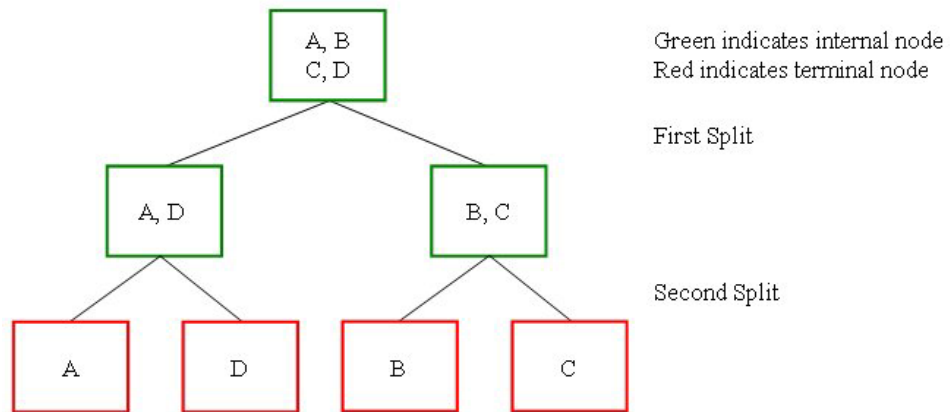 A, B
C, D
Green indicates internal node
Red indicates terminal node
First Split
A, D
B, C
Second Split
A
D
B
C